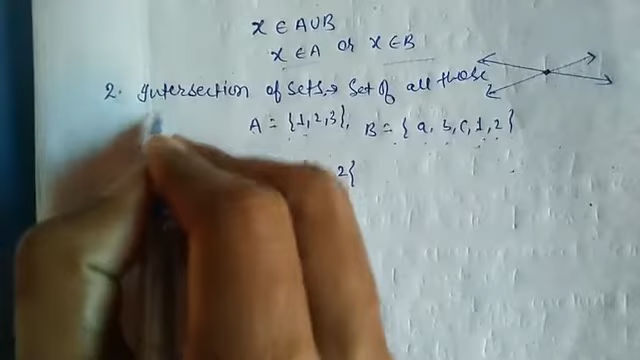 x ∈ A∪B
x ∈ A or x ∈ B
2. Intersection of sets → Set of all those
A = {1, 2, 3}, B = { a, b, c, 1, 2 }
2}